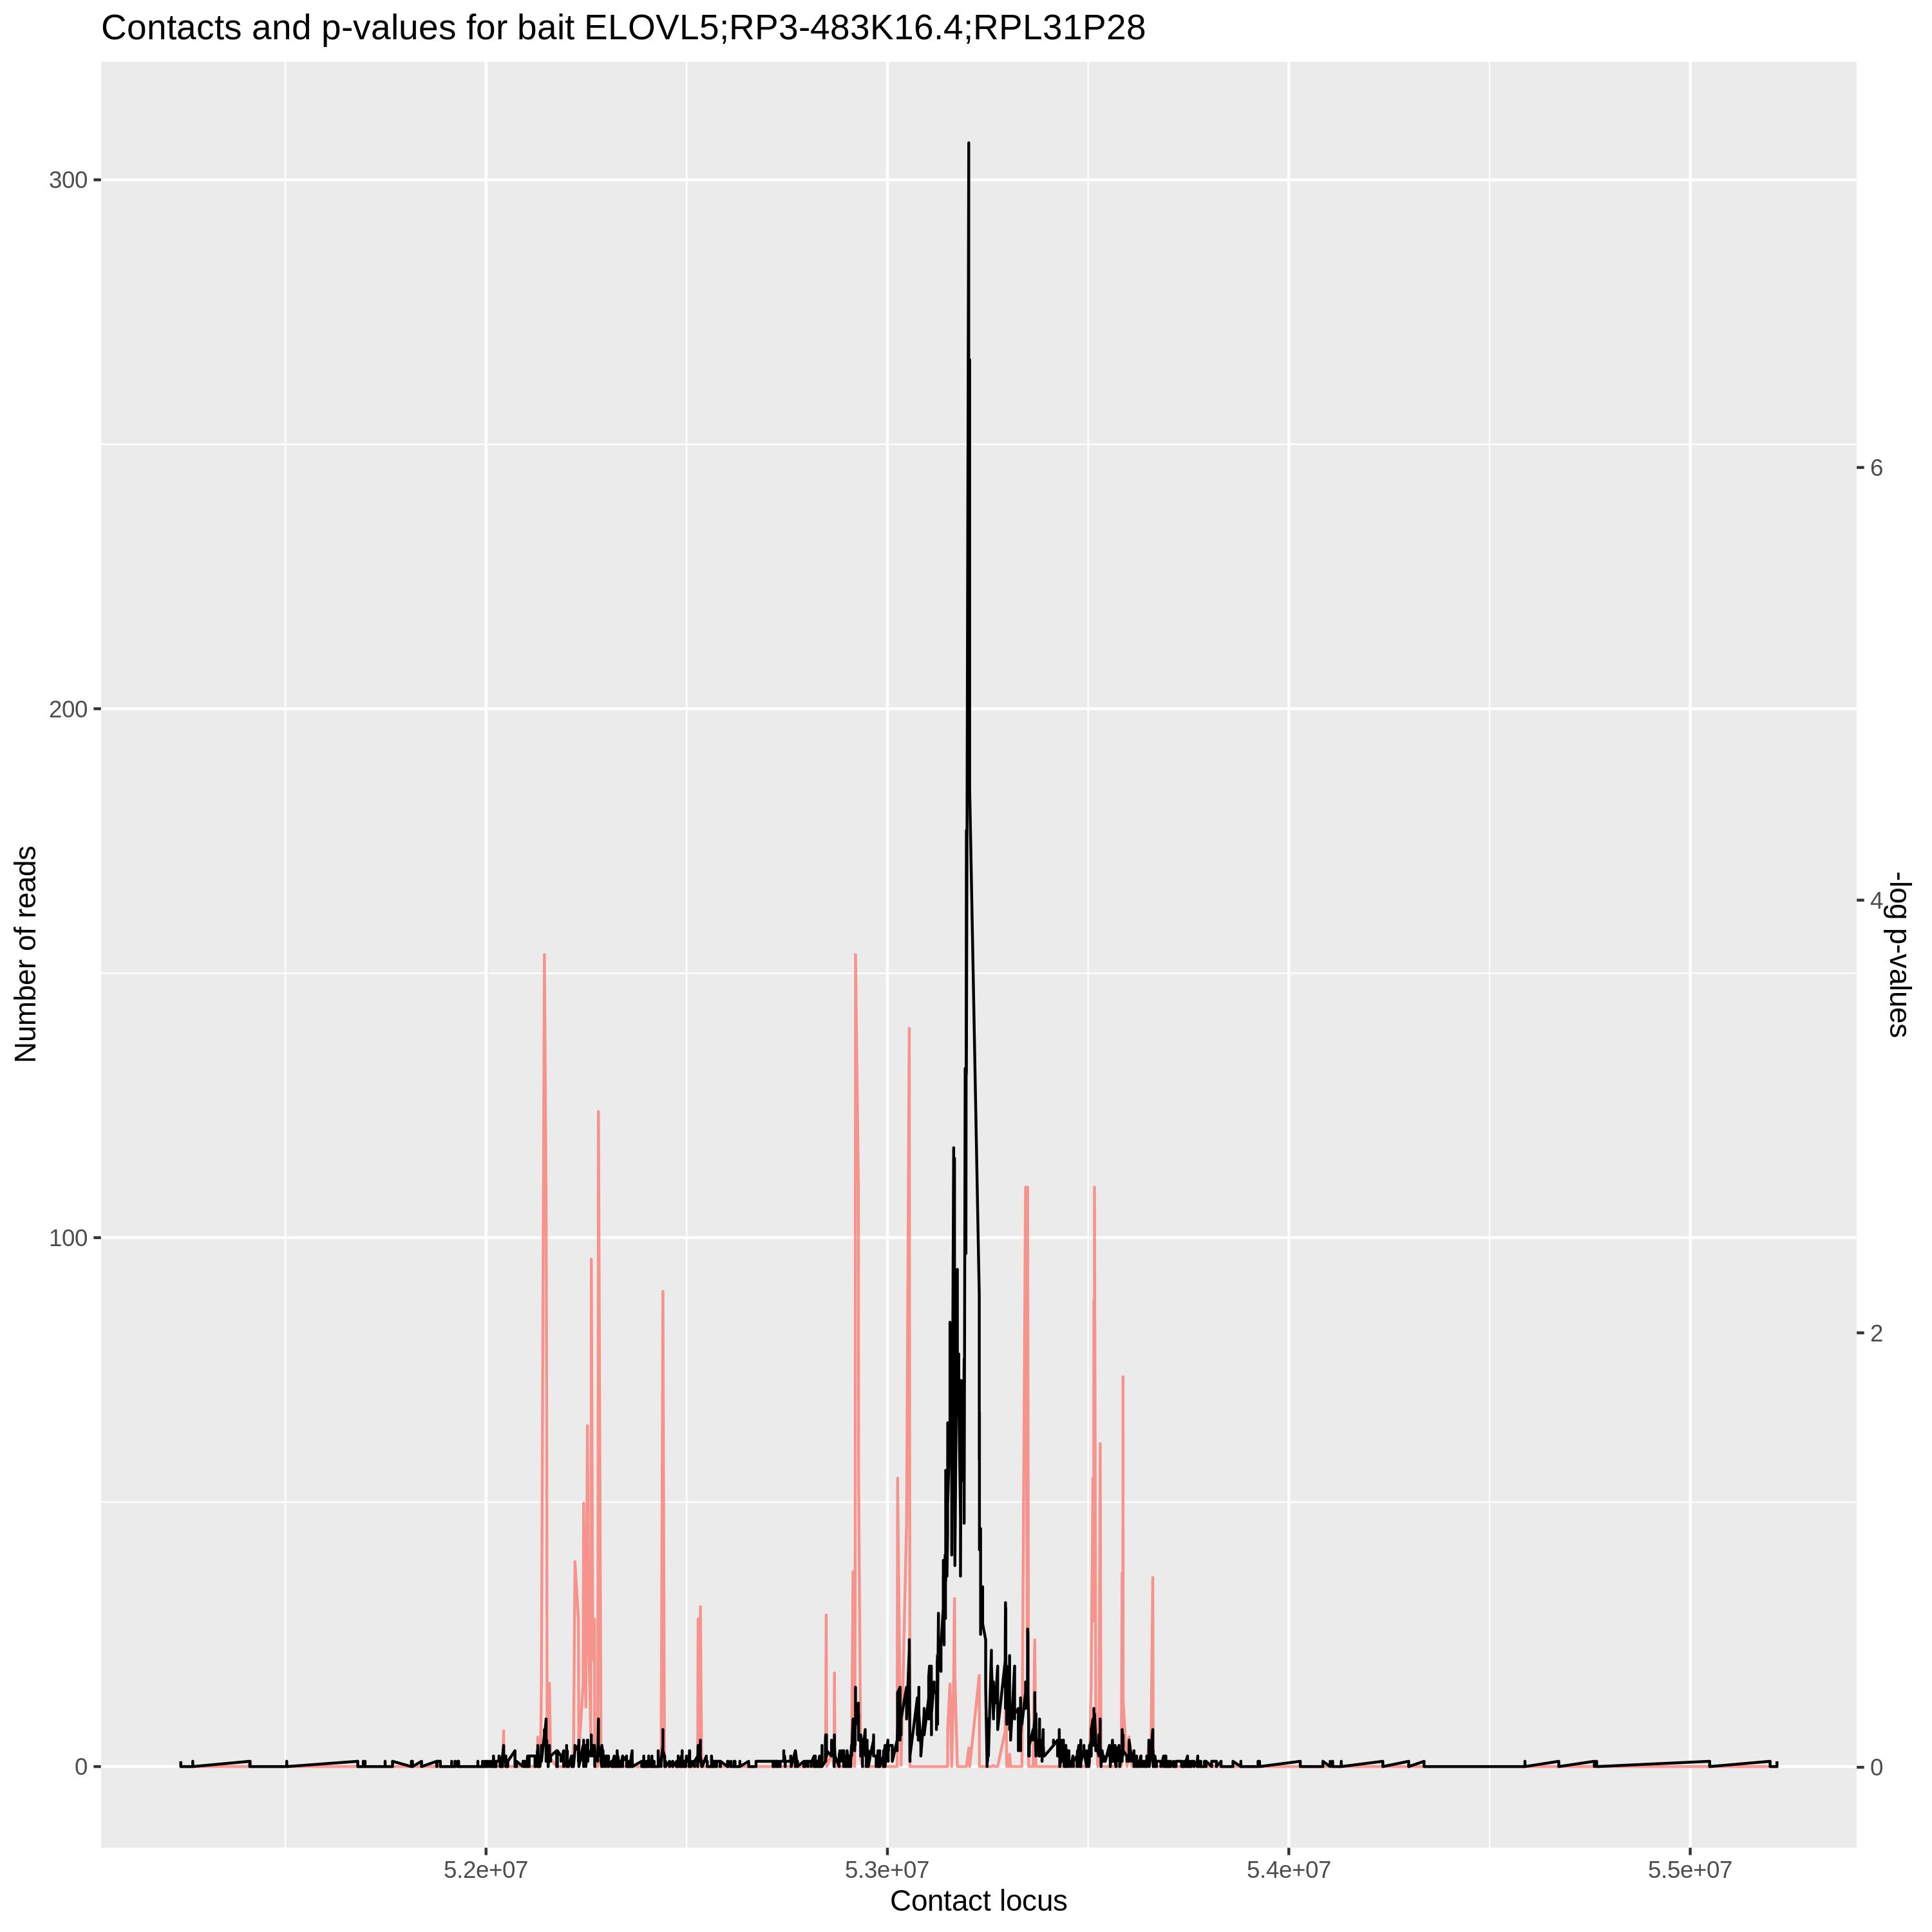 Contacts and p-values for bait ELOVL5;RP3-483K16.4;RPL31P28
300
200
100
0
Number of reads
6
4
2
0
-log p-values
5.2e+07 5.3e+07 5.4e+07 5.5e+07
Contact locus